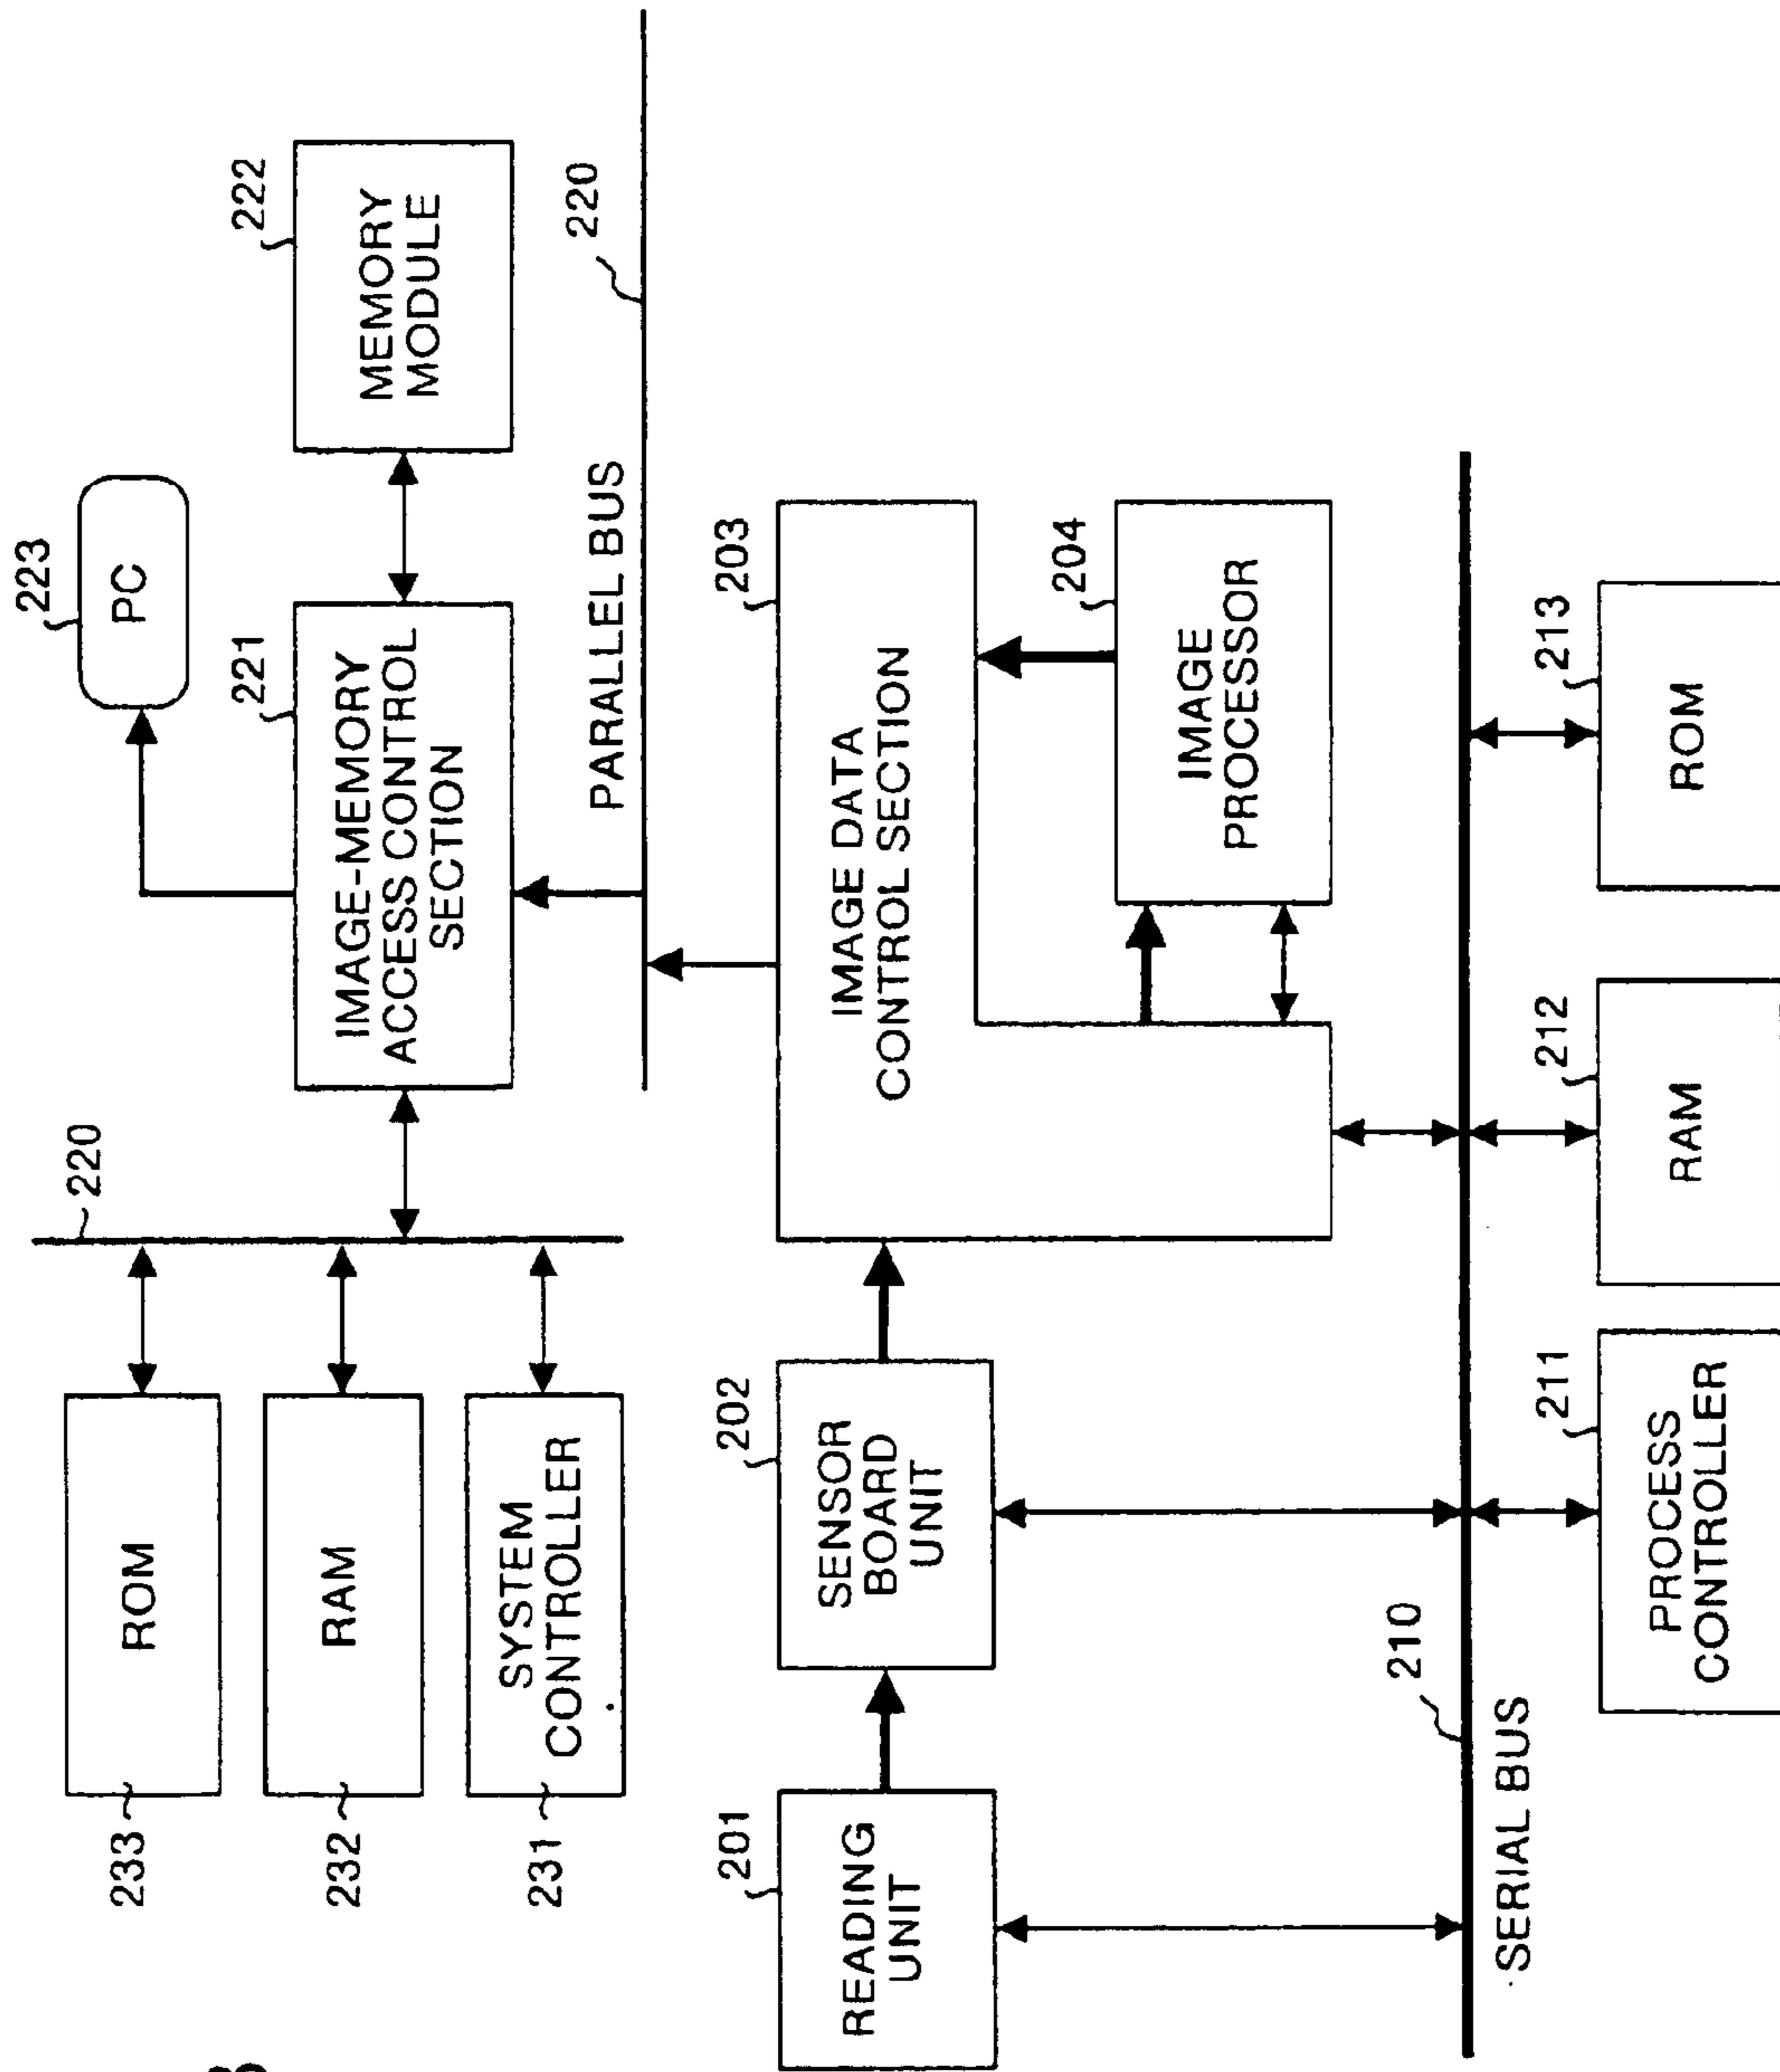 223
PC
222
MEMORY
MODULE
221
IMAGE-MEMORY
ACCESS CONTROL
SECTION
220
233
ROM
232
RAM
231
SYSTEM
CONTROLLER
PARALLEL BUS
220
203
IMAGE DATA
CONTROL SECTION
204
IMAGE
PROCESSOR
202
SENSOR
BOARD
UNIT
201
READING
UNIT
210
SERIAL BUS
211
PROCESS
CONTROLLER
212
RAM
213
ROM